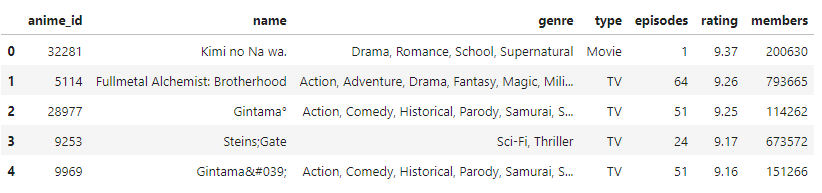 anime_id name genre type episodes rating members
0 32281 Kimi no Na wa. Drama, Romance, School, Supernatural Movie 1 9.37 200630
1 5114 Fullmetal Alchemist: Brotherhood Action, Adventure, Drama, Fantasy, Magic, Mili... TV 64 9.26 793665
2 28977 Gintama° Action, Comedy, Historical, Parody, Samurai, S... TV 51 9.25 114262
3 9253 Steins;Gate Sci-Fi, Thriller TV 24 9.17 673572
4 9969 Gintama&#039; Action, Comedy, Historical, Parody, Samurai, S... TV 51 9.16 151266